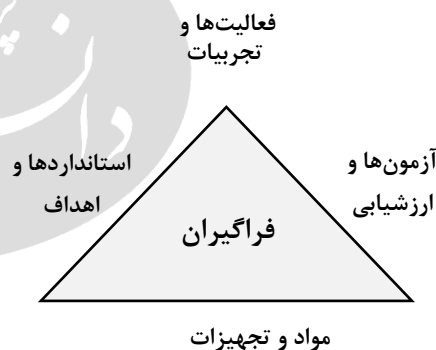 فعالیت‌ها و
تجربیات
استانداردها و
اهداف
آزمون‌ها و
ارزشیابی
فراگیران
مواد و تجهیزات